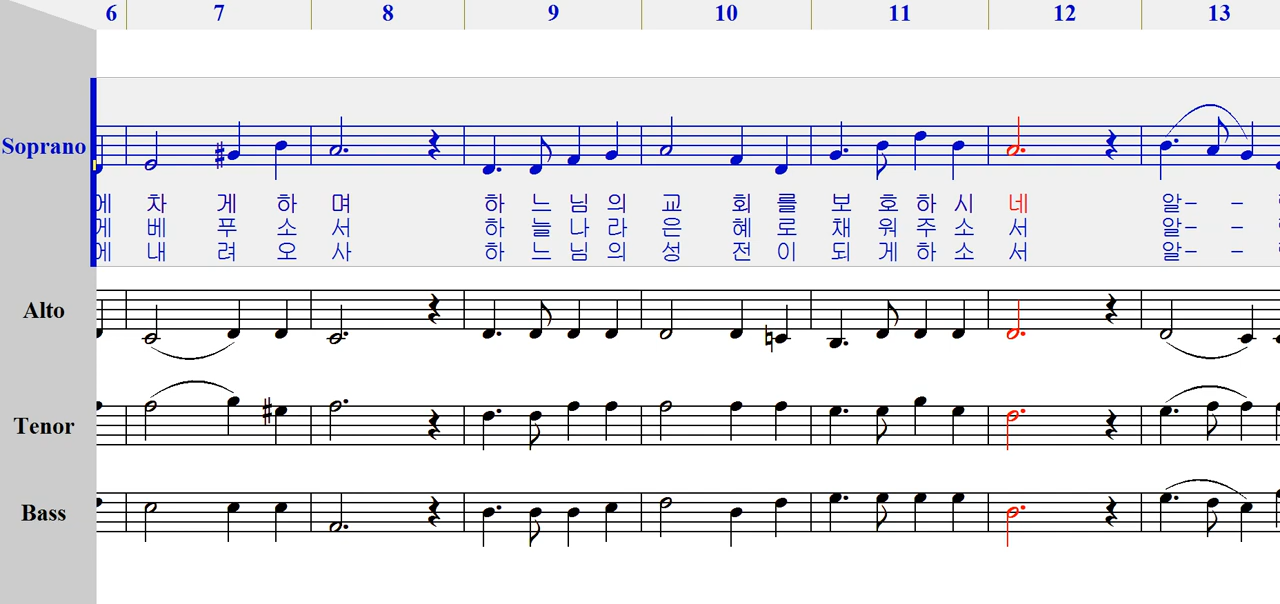 6 7 8 9 10 11 12 13
Soprano
에 차 게 하 며 하 느 님 의 교 회 를 보 호 하 시 네 알- -
게 베 푸 소 서 하 늘 나 라 은 혜 로 채 워 주 소 서 알- -
에 내 려 오 사 하 느 님 의 성 전 이 되 게 하 소 서 알- -
Alto
Tenor
Bass